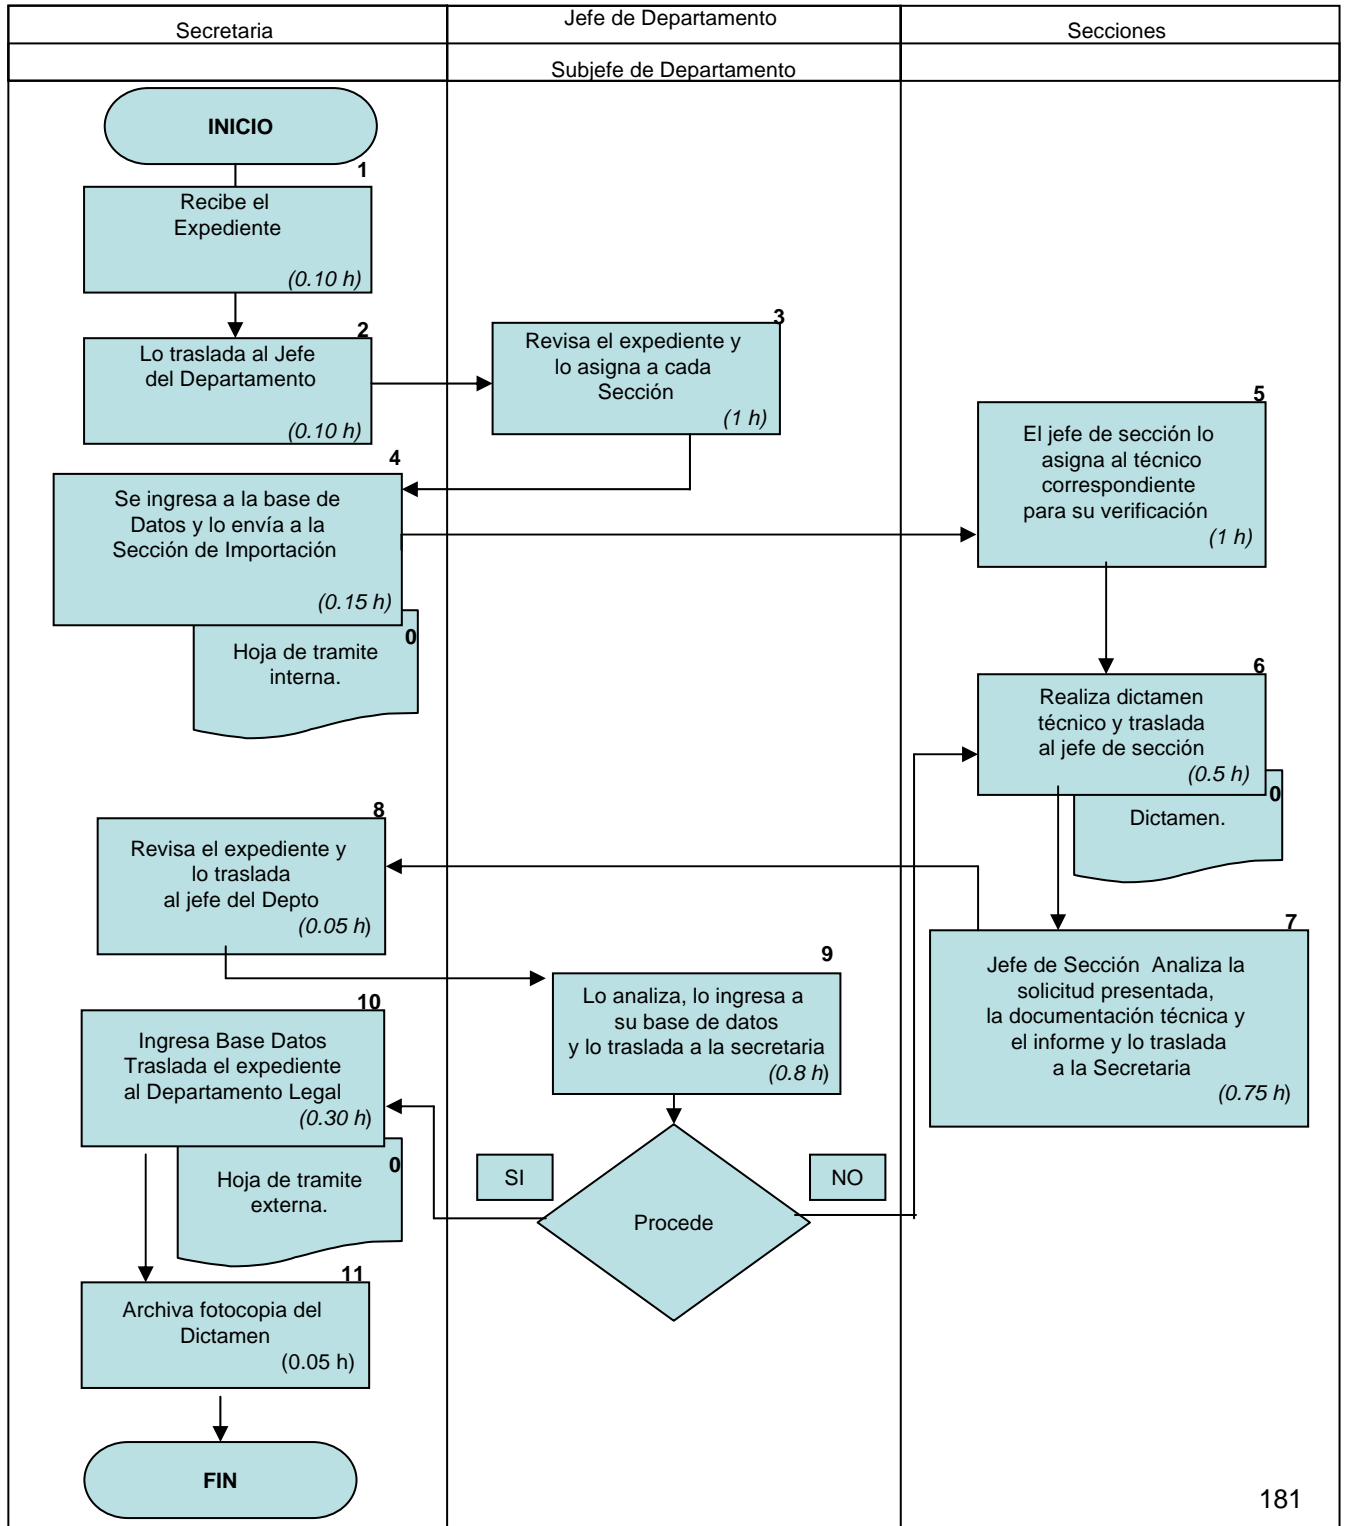 Secretaria
Jefe de Departamento
Secciones
Subjefe de Departamento
INICIO
1
Recibe el
Expediente
(0.10 h)
2
Lo traslada al Jefe
del Departamento
(0.10 h)
3
Revisa el expediente y
lo asigna a cada
Sección
(1 h)
4
Se ingresa a la base de
Datos y lo envía a la
Sección de Importación
(0.15 h)
0
Hoja de tramite
interna.
5
El jefe de sección lo
asigna al técnico
correspondiente
para su verificación
(1 h)
6
Realiza dictamen
técnico y traslada
al jefe de sección
(0.5 h)
0
Dictamen.
7
Jefe de Sección Analiza la
solicitud presentada,
la documentación técnica y
el informe y lo traslada
a la Secretaria
(0.75 h)
8
Revisa el expediente y
lo traslada
al jefe del Depto
(0.05 h)
9
Lo analiza, lo ingresa a
su base de datos
y lo traslada a la secretaria
(0.8 h)
SI
NO
Procede
10
Ingresa Base Datos
Traslada el expediente
al Departamento Legal
(0.30 h)
0
Hoja de tramite
externa.
11
Archiva fotocopia del
Dictamen
(0.05 h)
FIN
181